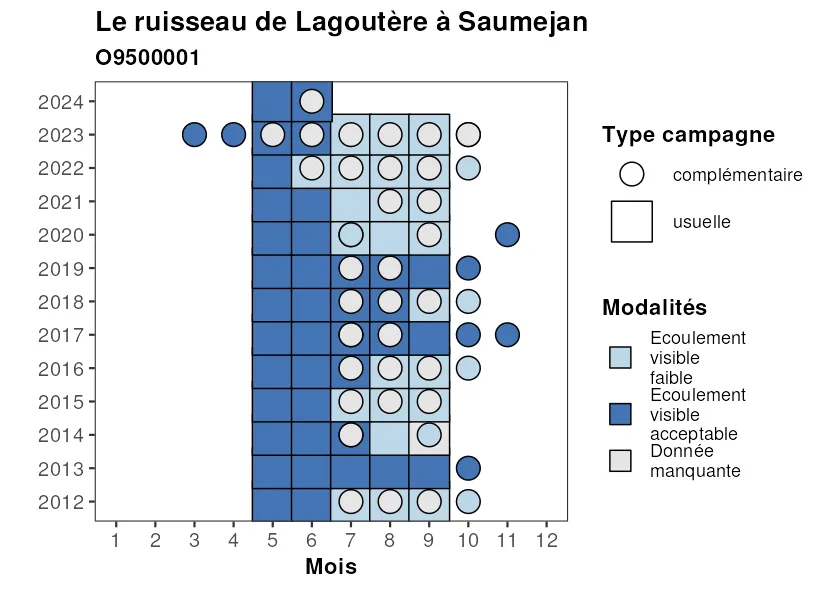 Le ruisseau de Lagoutère à Saumejan
O9500001
2024
2023
2022
2021
2020
2019
2018
2017
2016
2015
2014
2013
2012
1 2 3 4 5 6 7 8 9 10 11 12
Mois
Type campagne
complémentaire
usuelle
Modalités
Ecoulement
visible
faible
Ecoulement
visible
acceptable
Donnée
manquante